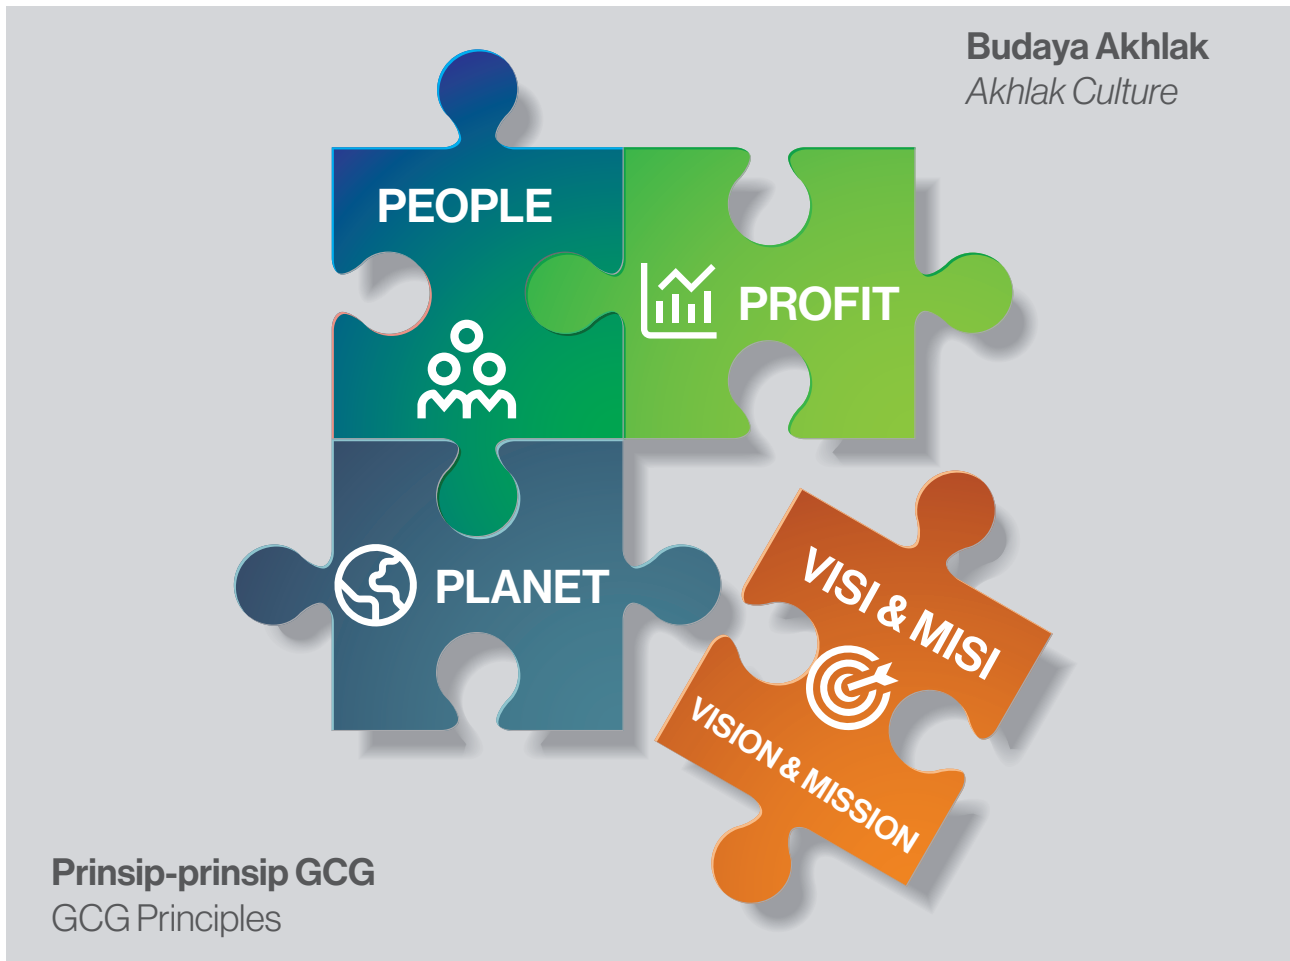 Budaya Akhlak
Akhlak Culture
PEOPLE
PROFIT
PLANET
VISI & MISI
VISION & MISSION
Prinsip-prinsip GCG
GCG Principles